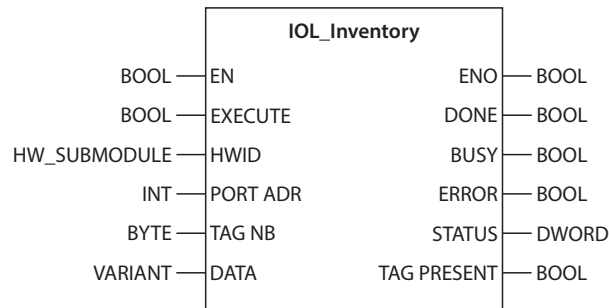 IOL_Inventory
BOOL EN ENO BOOL
BOOL EXECUTE DONE BOOL
HW_SUBMODULE HWID BUSY BOOL
INT PORT ADR ERROR BOOL
BYTE TAG NB STATUS DWORD
VARIANT DATA TAG PRESENT BOOL